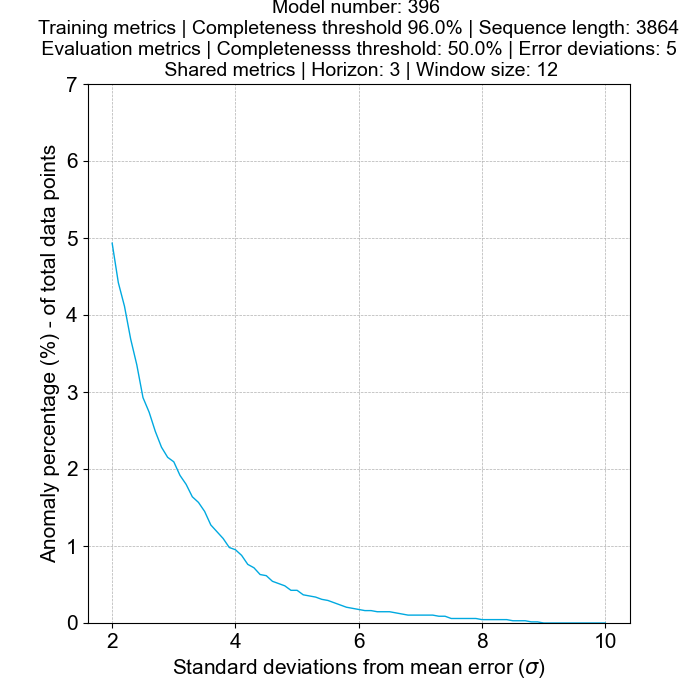 Model number: 396
Training metrics | Completeness threshold 96.0% | Sequence length: 3864
Evaluation metrics | Completenesss threshold: 50.0% | Error deviations: 5
Shared metrics | Horizon: 3 | Window size: 12
7
6
5
4
3
2
1
0
Anomaly percentage (%) - of total data points
2 4 6 8 10
Standard deviations from mean error (σ)